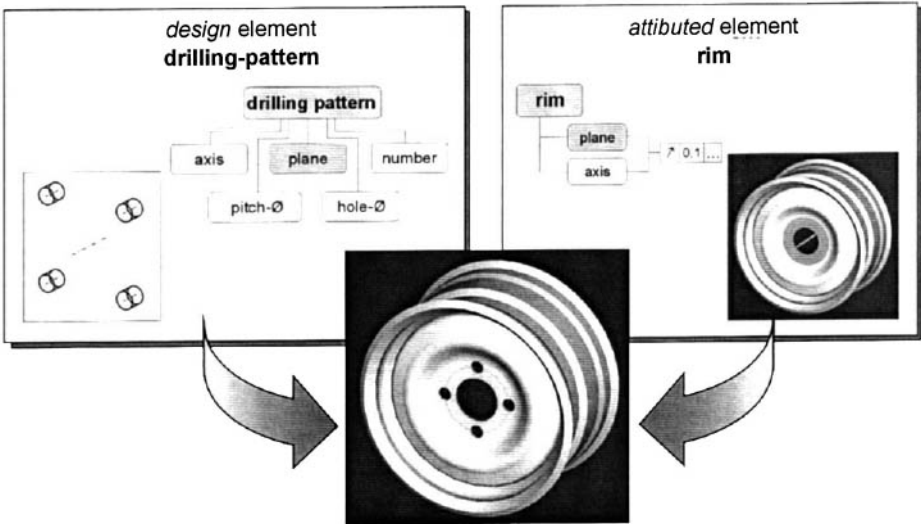 design element
drilling-pattern
drilling pattern
axis
plane
number
pitch-Ø
hole-Ø
attibuted element
rim
rim
plane
axis
↗ 0.1 ...